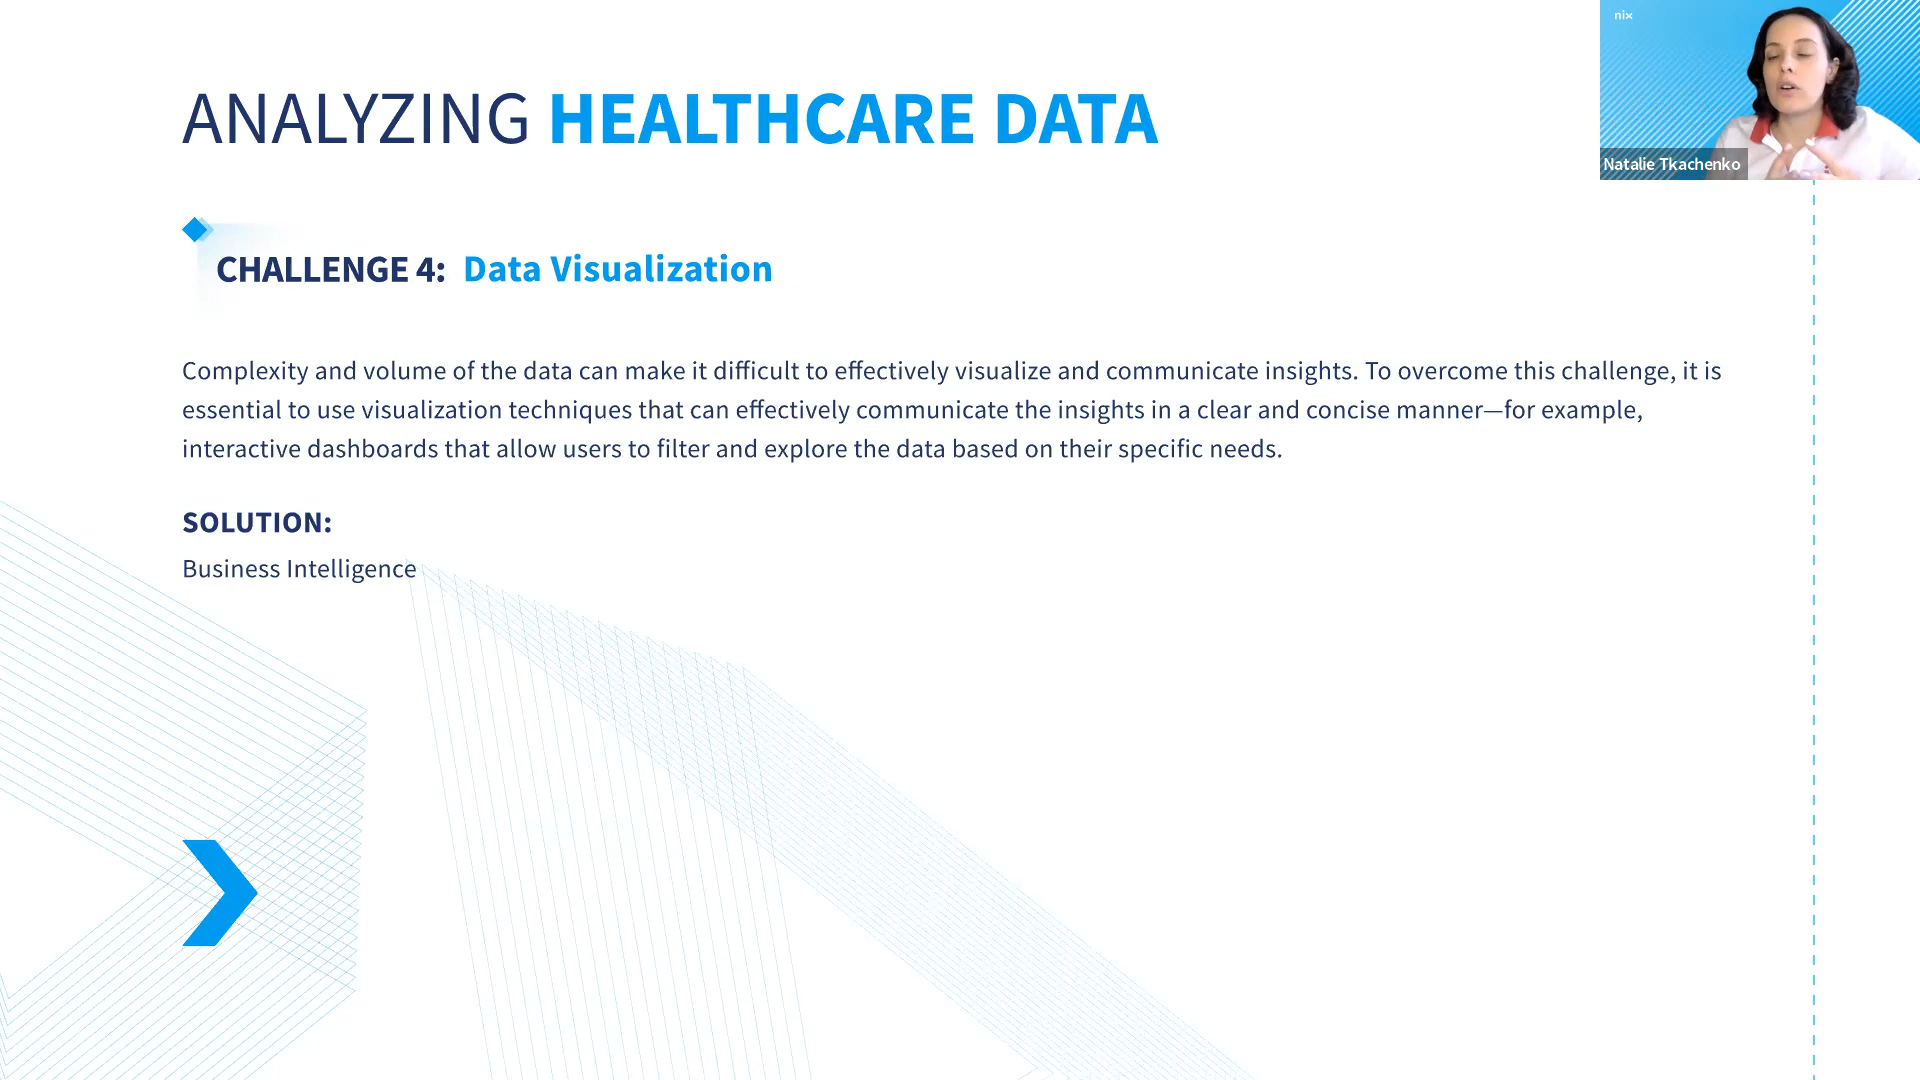 nix
ANALYZING HEALTHCARE DATA
Natalie Tkachenko
CHALLENGE 4: Data Visualization
Complexity and volume of the data can make it difficult to effectively visualize and communicate insights. To overcome this challenge, it is
essential to use visualization techniques that can effectively communicate the insights in a clear and concise manner—for example,
interactive dashboards that allow users to filter and explore the data based on their specific needs.
SOLUTION:
Business Intelligence